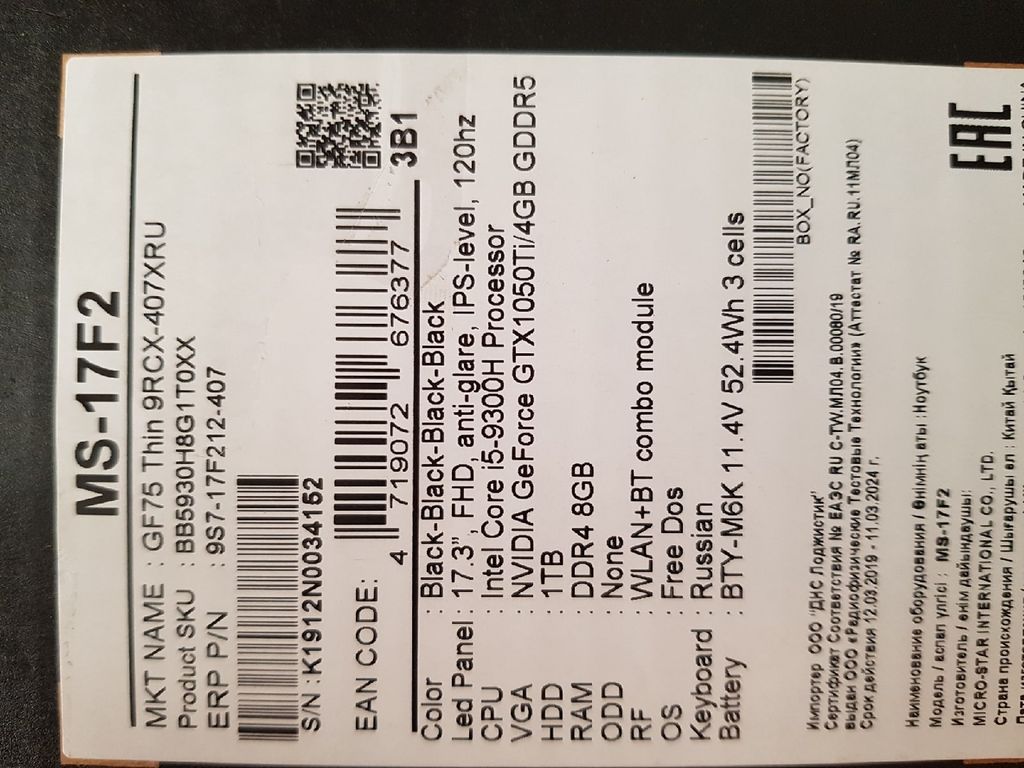 MS-17F2
MKT NAME : GF75 Thin 9RCX-407XRU
Product SKU : BB5930H8G1T0XX
ERP P/N : 9S7-17F212-407
S/N :K1912N0034152
EAN CODE:
4 719072 676377
3B1
Color : Black-Black-Black-Black
Led Panel : 17.3", FHD, anti-glare, IPS-level, 120hz
CPU : Intel Core i5-9300H Processor
VGA : NVIDIA GeForce GTX1050Ti/4GB GDDR5
HDD : 1TB
RAM : DDR4 8GB
ODD : None
RF : WLAN+BT combo module
OS : Free Dos
Keyboard : Russian
Battery : BTY-M6K 11.4V 52.4Wh 3 cells
BOX_NO(FACTORY)
Импортер ООО "ДНС Лоджистик"
Сертификат Соответствия № ЕАЭС RU C-TW.МЛ04.В.00080/19
выдан ООО «Радиофизические Тестовые Технологии» (Аттестат № RA.RU.11МЛ04)
Срок действия 12.03.2019 - 11.03.2024 г.
EAC
Наименование оборудования / Өнімнің аты :Ноутбук
Модель / аспап үлгісі : MS-17F2
Изготовитель / өнім дайындаушы:
MICRO-STAR INTERNATIONAL CO., LTD.
Страна происхождения / Шығарушы ел : Китай Қытай